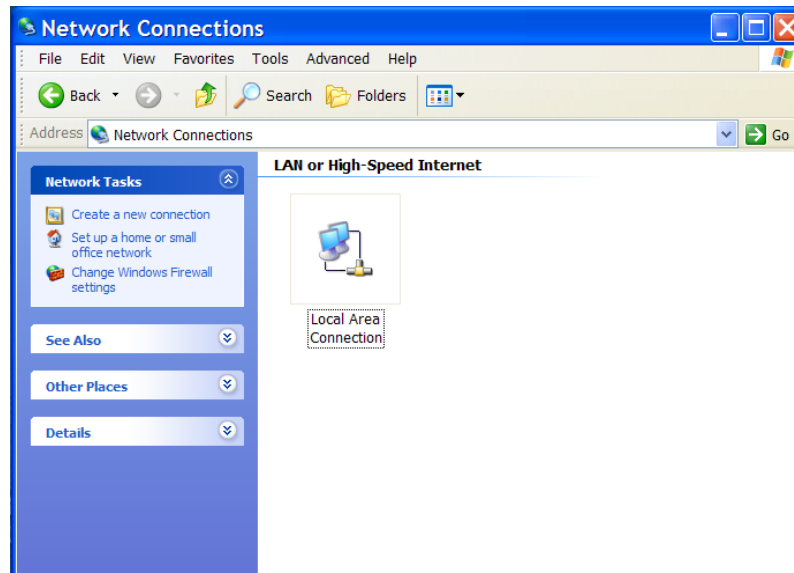 Network Connections
File Edit View Favorites Tools Advanced Help
Back Search Folders
Address Network Connections Go
Network Tasks
Create a new connection
Set up a home or small
office network
Change Windows Firewall
settings
See Also
Other Places
Details
LAN or High-Speed Internet
Local Area
Connection